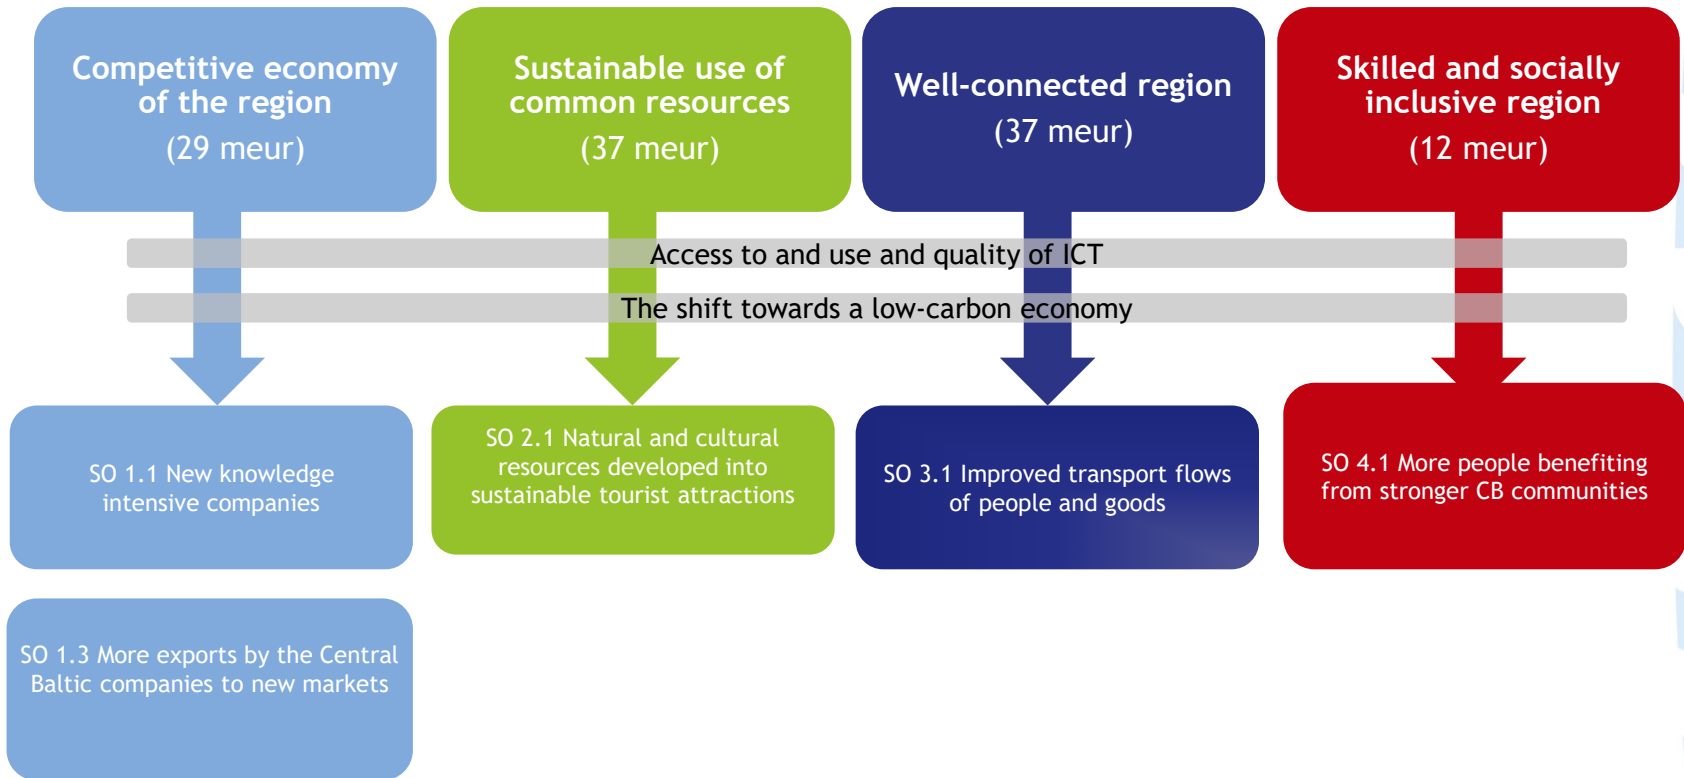 Competitive economy
of the region
(29 meur)
Sustainable use of
common resources
(37 meur)
Well-connected region
(37 meur)
Skilled and socially
inclusive region
(12 meur)
Access to and use and quality of ICT
The shift towards a low-carbon economy
SO 1.1 New knowledge
intensive companies
SO 2.1 Natural and cultural
resources developed into
sustainable tourist attractions
SO 3.1 Improved transport flows
of people and goods
SO 4.1 More people benefiting
from stronger CB communities
SO 1.3 More exports by the Central
Baltic companies to new markets